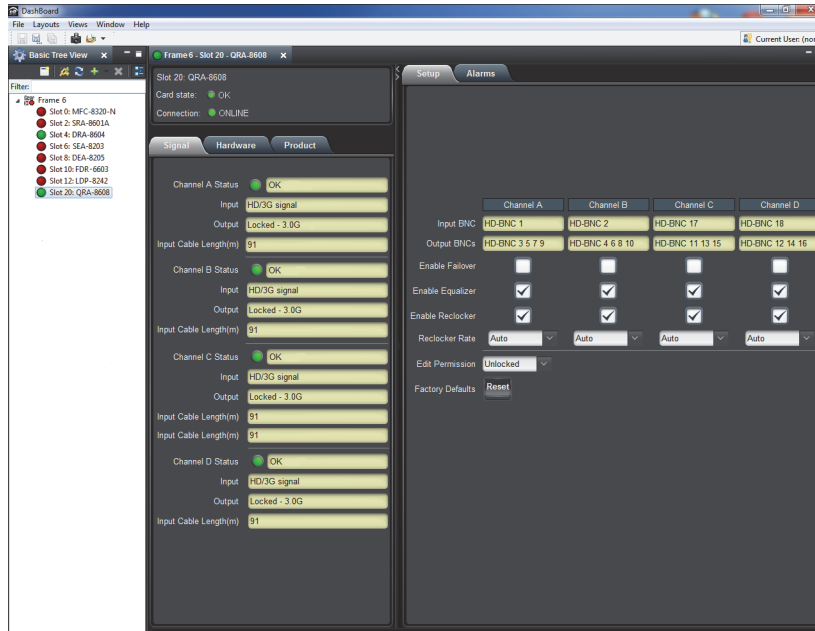 DashBoard
File Layouts Views Window Help
Current User: (nor
Basic Tree View
Filter:
Frame 6
Slot 0: MFC-8320-N
Slot 2: SRA-8601A
Slot 4: DRA-8604
Slot 6: SEA-8203
Slot 8: DEA-8205
Slot 10: FDR-6603
Slot 12: LDP-8242
Slot 20: QRA-8608
Frame 6 - Slot 20 - QRA-8608
Slot 20: QRA-8608
Card state: OK
Connection: ONLINE
Signal Hardware Product
Channel A Status OK
Input HD/3G signal
Output Locked - 3.0G
Input Cable Length(m) 91
Channel B Status OK
Input HD/3G signal
Output Locked - 3.0G
Input Cable Length(m) 91
Channel C Status OK
Input HD/3G signal
Output Locked - 3.0G
Input Cable Length(m) 91
Input Cable Length(m) 91
Channel D Status OK
Input HD/3G signal
Output Locked - 3.0G
Input Cable Length(m) 91
Setup Alarms
Channel A Channel B Channel C Channel D
Input BNC HD-BNC 1 HD-BNC 2 HD-BNC 17 HD-BNC 18
Output BNCs HD-BNC 3 5 7 9 HD-BNC 4 6 8 10 HD-BNC 11 13 15 HD-BNC 12 14 16
Enable Failover
Enable Equalizer
Enable Reclocker
Reclocker Rate Auto Auto Auto Auto
Edit Permission Unlocked
Factory Defaults Reset